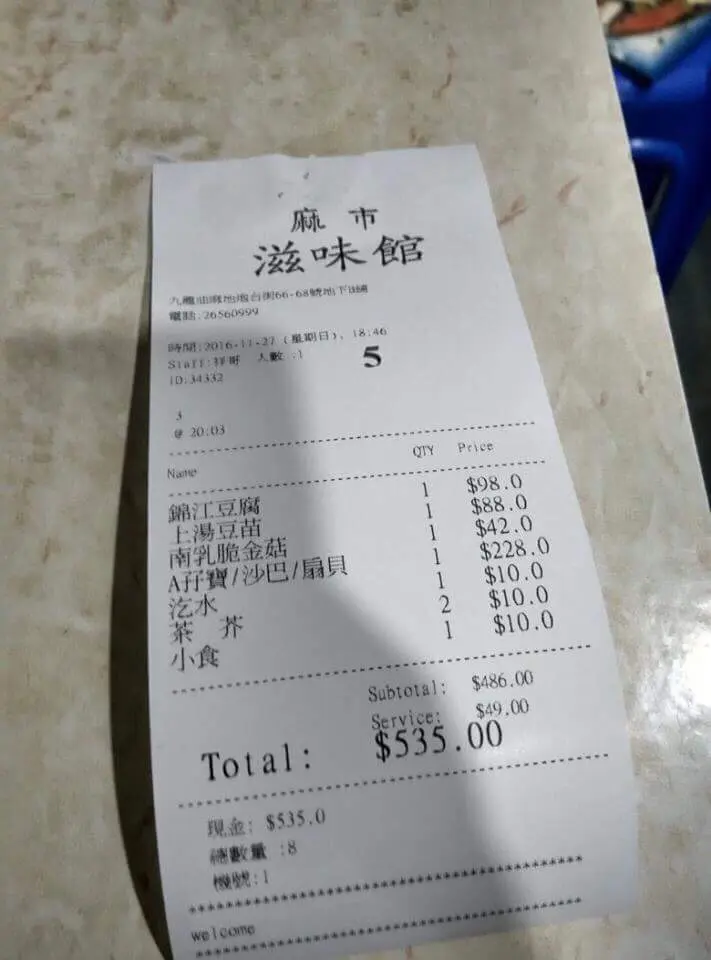 麻 市
滋味館
九龍油麻地炮台街66-68號地下E舖
電話:26560999
時間:2016-11-27 (星期日), 18:46
Staff:祥哥 人數 :1
5
ID:34332
3
@ 20:03
Name QTY Price
錦江豆腐 1 $98.0
上湯豆苗 1 $88.0
南乳脆金菇 1 $42.0
A孖寶/沙巴/扇貝 1 $228.0
汔水 1 $10.0
茶 芥 2 $10.0
小食 1 $10.0
Subtotal: $486.00
Service: $49.00
Total: $535.00
現金: $535.0
總數量 :8
機號:1
welcome